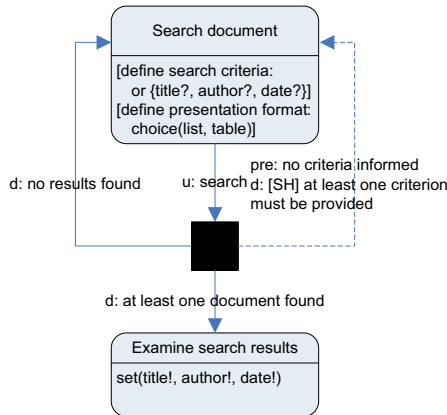 Search document
[define search criteria:
or {title?, author?, date?}]
[define presentation format:
choice(list, table)]
d: no results found
u: search
pre: no criteria informed
d: [SH] at least one criterion
must be provided
d: at least one document found
Examine search results
set(title!, author!, date!)